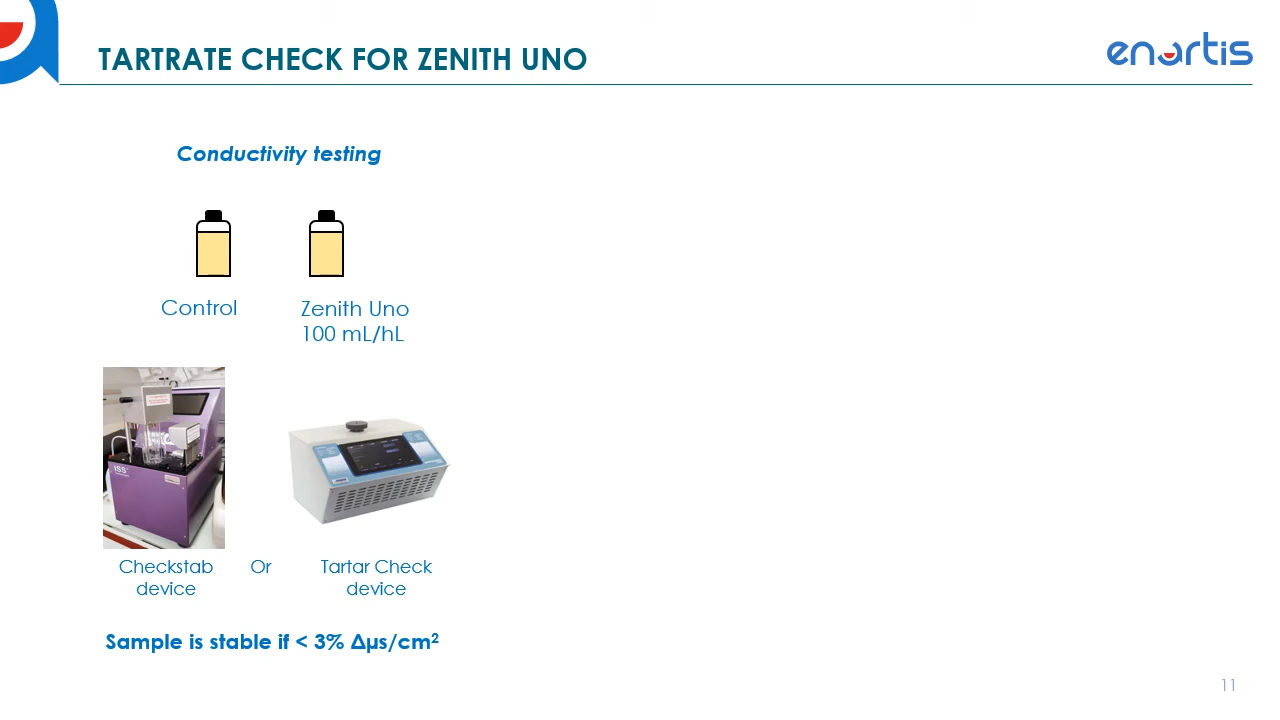 TARTRATE CHECK FOR ZENITH UNO
enartis
Conductivity testing
Control
Zenith Uno
100 mL/hL
ISS
Checkstab
device
Or
Tartar Check
device
Sample is stable if < 3% Δµs/cm²
11